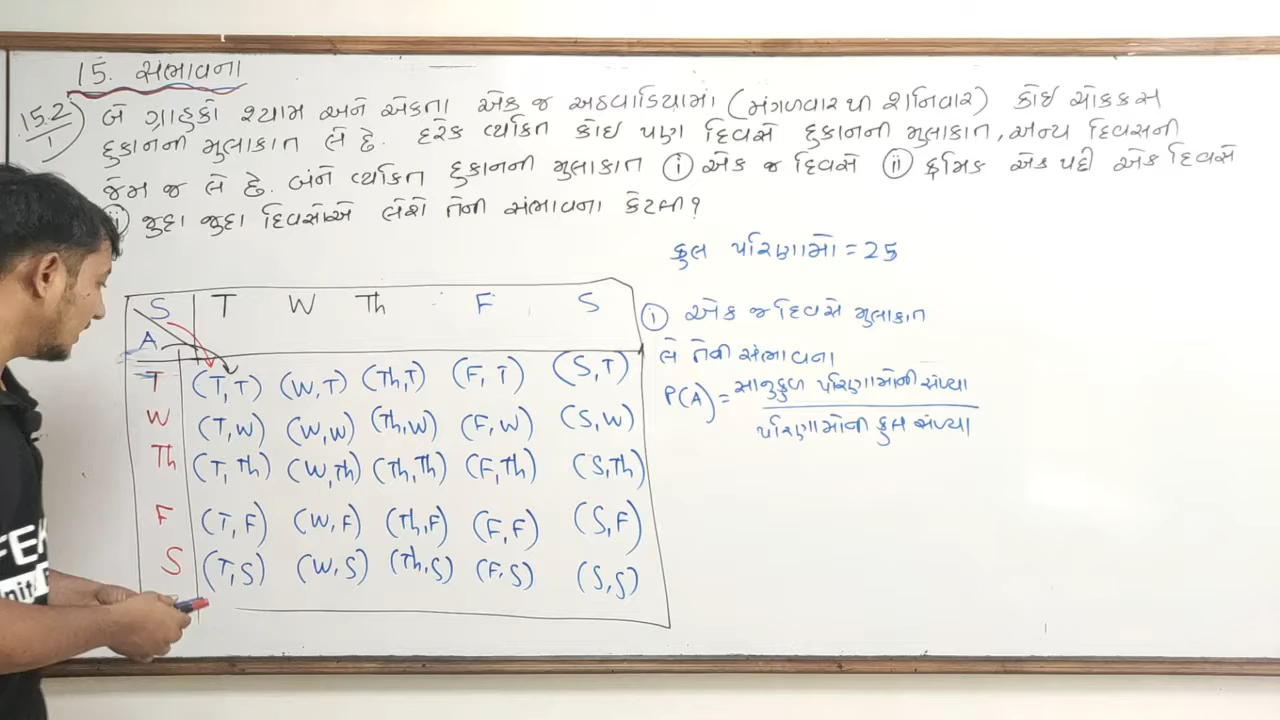 15. સંભાવના
15.2) 1 બે ગ્રાહકો શ્યામ અને એકતા એક જ અઠવાડિયામાં (મંગળવાર થી શનિવાર) કોઈ ચોકકસ
દુકાનની મુલાકાત લે છે. દરેક વ્યકિત કોઈ પણ દિવસે દુકાનની મુલાકાત, અન્ય દિવસની
જેમ જ લે છે. બંને વ્યકિત દુકાનની મુલાકાત (i) એક જ દિવસે (ii) ક્રમિક એક પછી એક દિવસે
જુદા જુદા દિવસોએ લેશે તેની સંભાવના કેટલી?
કુલ પરિણામો = 25
S T W Th F S
A
T (T,T) (W,T) (Th,T) (F,T) (S,T)
W (T,W) (W,W) (Th,W) (F,W) (S,W)
Th (T,Th) (W,Th) (Th,Th) (F,Th) (S,Th)
F (T,F) (W,F) (Th,F) (F,F) (S,F)
S (T,S) (W,S) (Th,S) (F,S) (S,S)
(i) એક જ દિવસે મુલાકાત
લે તેની સંભાવના
P(A) = સાનુકુળ પરિણામોની સંખ્યા
પરિણામોની કુલ સંખ્યા